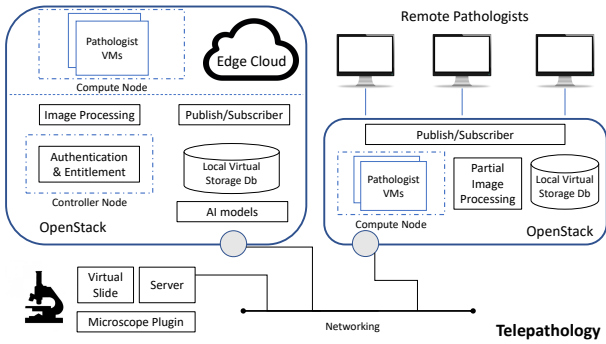 Pathologist
VMs
Edge Cloud
Compute Node
Image Processing
Publish/Subscriber
Authentication
& Entitlement
Controller Node
Local Virtual
Storage Db
AI models
OpenStack
Remote Pathologists
Publish/Subscriber
Pathologist
VMs
Compute Node
Partial
Image
Processing
Local Virtual
Storage Db
OpenStack
Virtual
Slide
Server
Microscope Plugin
Networking
Telepathology